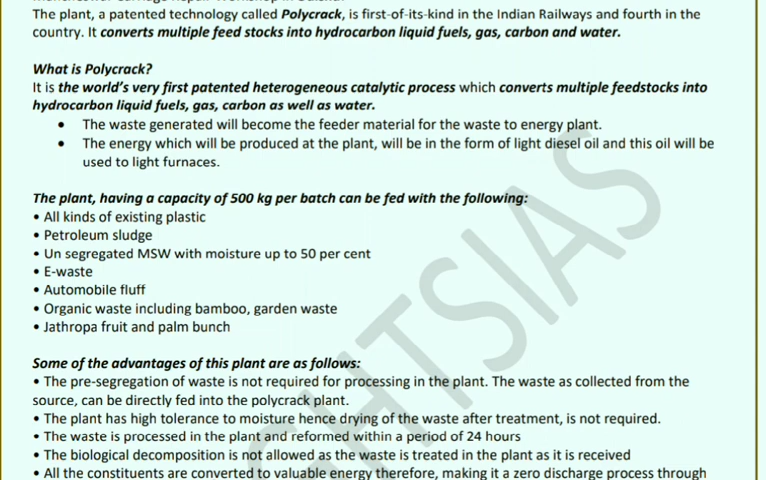 The plant, a patented technology called Polycrack, is first-of-its-kind in the Indian Railways and fourth in the
country. It converts multiple feed stocks into hydrocarbon liquid fuels, gas, carbon and water.
What is Polycrack?
It is the world's very first patented heterogeneous catalytic process which converts multiple feedstocks into
hydrocarbon liquid fuels, gas, carbon as well as water.
• The waste generated will become the feeder material for the waste to energy plant.
• The energy which will be produced at the plant, will be in the form of light diesel oil and this oil will be
used to light furnaces.
The plant, having a capacity of 500 kg per batch can be fed with the following:
• All kinds of existing plastic
• Petroleum sludge
• Un segregated MSW with moisture up to 50 per cent
• E-waste
• Automobile fluff
• Organic waste including bamboo, garden waste
• Jathropa fruit and palm bunch
Some of the advantages of this plant are as follows:
• The pre-segregation of waste is not required for processing in the plant. The waste as collected from the
source, can be directly fed into the polycrack plant.
• The plant has high tolerance to moisture hence drying of the waste after treatment, is not required.
• The waste is processed in the plant and reformed within a period of 24 hours
• The biological decomposition is not allowed as the waste is treated in the plant as it is received
• All the constituents are converted to valuable energy therefore, making it a zero discharge process through
GHTSIAS